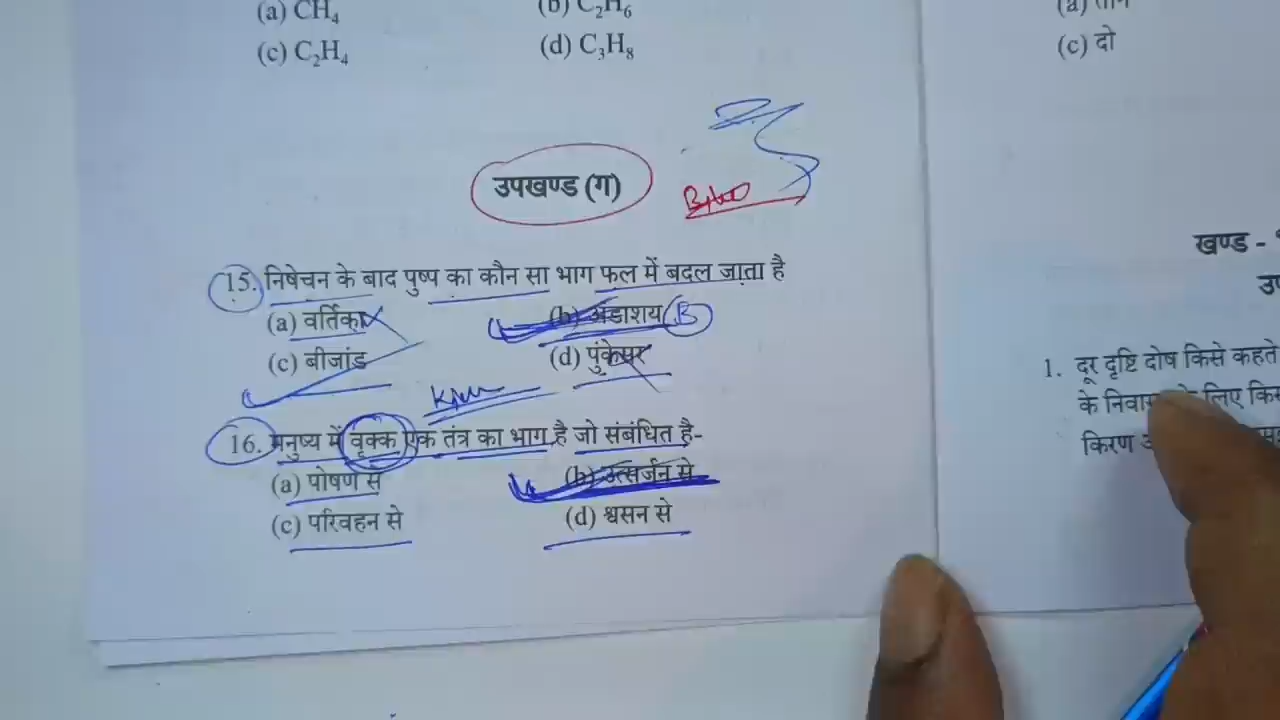 (a) CH₄ (b) C₂H₆
(c) C₂H₄ (d) C₃H₈
उपखण्ड (ग)
15. निषेचन के बाद पुष्प का कौन सा भाग फल में बदल जाता है
(a) वर्तिका (b) अंडाशय B
(c) बीजांड (d) पुंकेसर
16. मनुष्य में वृक्क एक तंत्र का भाग है जो संबंधित है-
(a) पोषण से (b) उत्सर्जन से
(c) परिवहन से (d) श्वसन से
(a) तीन
(c) दो
खण्ड -
1. दूर दृष्टि दोष किसे कहते
के लिए
किरण